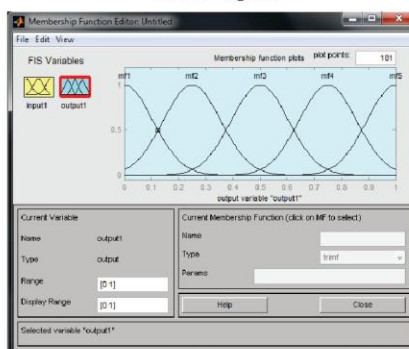 Membership Function Editor: Untitled
File Edit View
FIS Variables
Membership function plots plot points: 181
mf1 mf2 mf3 mf4 mf5
input1 output1
1
0.5
0
0 0.1 0.2 0.3 0.4 0.5 0.6 0.7 0.8 0.9 1
output variable "output1"
Current Variable
Name output1
Type output
Range [0 1]
Display Range [0 1]
Current Membership Function (click on MF to select)
Name
Type trimf
Params
Help Close
Selected variable "output1"